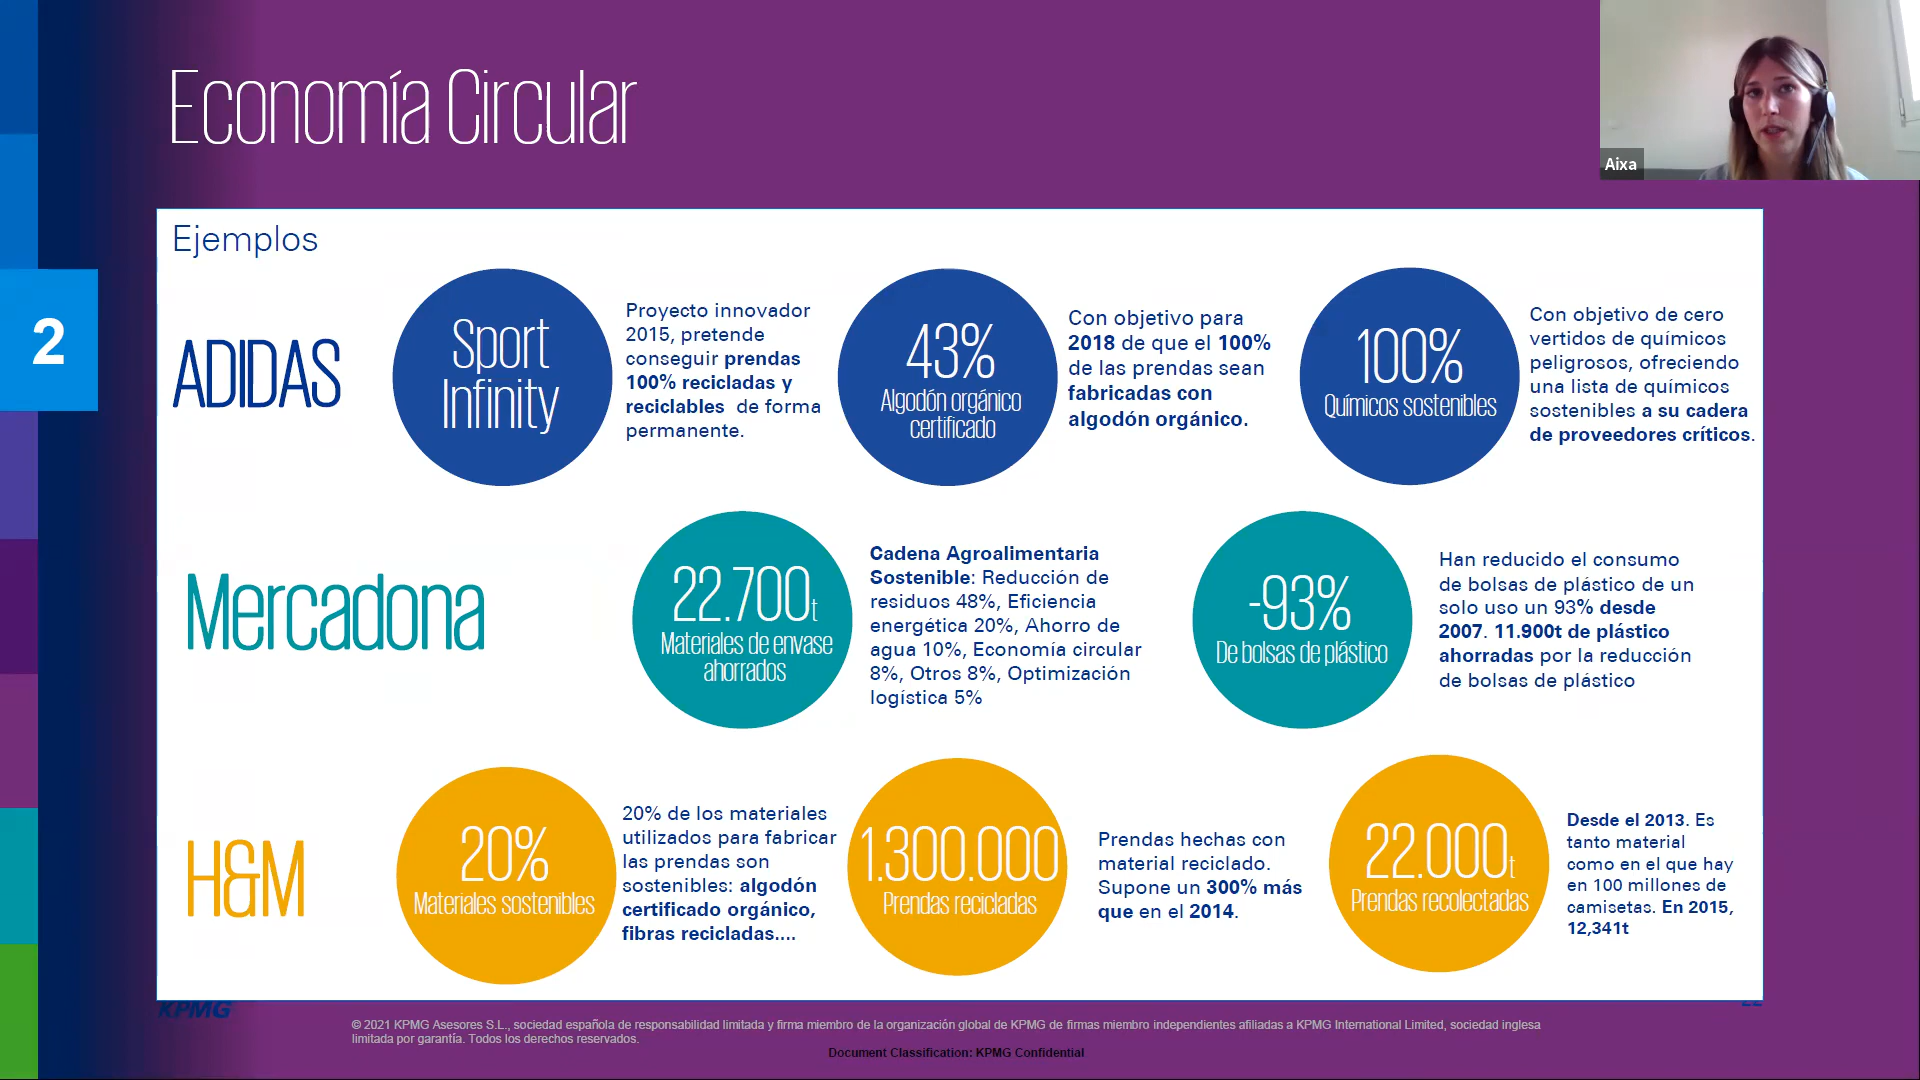 Economía Circular
Aixa
2
Ejemplos
ADIDAS
Sport
Infinity
Proyecto innovador
2015, pretende
conseguir prendas
100% recicladas y
reciclables de forma
permanente.
43%
Algodón orgánico
certificado
Con objetivo para
2018 de que el 100%
de las prendas sean
fabricadas con
algodón orgánico.
100%
Químicos sostenibles
Con objetivo de cero
vertidos de químicos
peligrosos, ofreciendo
una lista de químicos
sostenibles a su cadera
de proveedores críticos.
Mercadona
22.700t
Materiales de envase
ahorrados
Cadena Agroalimentaria
Sostenible: Reducción de
residuos 48%, Eficiencia
energética 20%, Ahorro de
agua 10%, Economía circular
8%, Otros 8%, Optimización
logística 5%
-93%
De bolsas de plástico
Han reducido el consumo
de bolsas de plástico de un
solo uso un 93% desde
2007. 11.900t de plástico
ahorradas por la reducción
de bolsas de plástico
H&M
20%
Materiales sostenibles
20% de los materiales
utilizados para fabricar
las prendas son
sostenibles: algodón
certificado orgánico,
fibras recicladas....
1.300.000
Prendas recicladas
Prendas hechas con
material reciclado.
Supone un 300% más
que en el 2014.
22.000t
Prendas recolectadas
Desde el 2013. Es
tanto material
como en el que hay
en 100 millones de
camisetas. En 2015,
12,341t
KPMG
© 2021 KPMG Asesores S.L., sociedad española de responsabilidad limitada y firma miembro de la organización global de KPMG de firmas miembro independientes afiliadas a KPMG International Limited, sociedad inglesa
limitada por garantía. Todos los derechos reservados.
Document Classification: KPMG Confidential